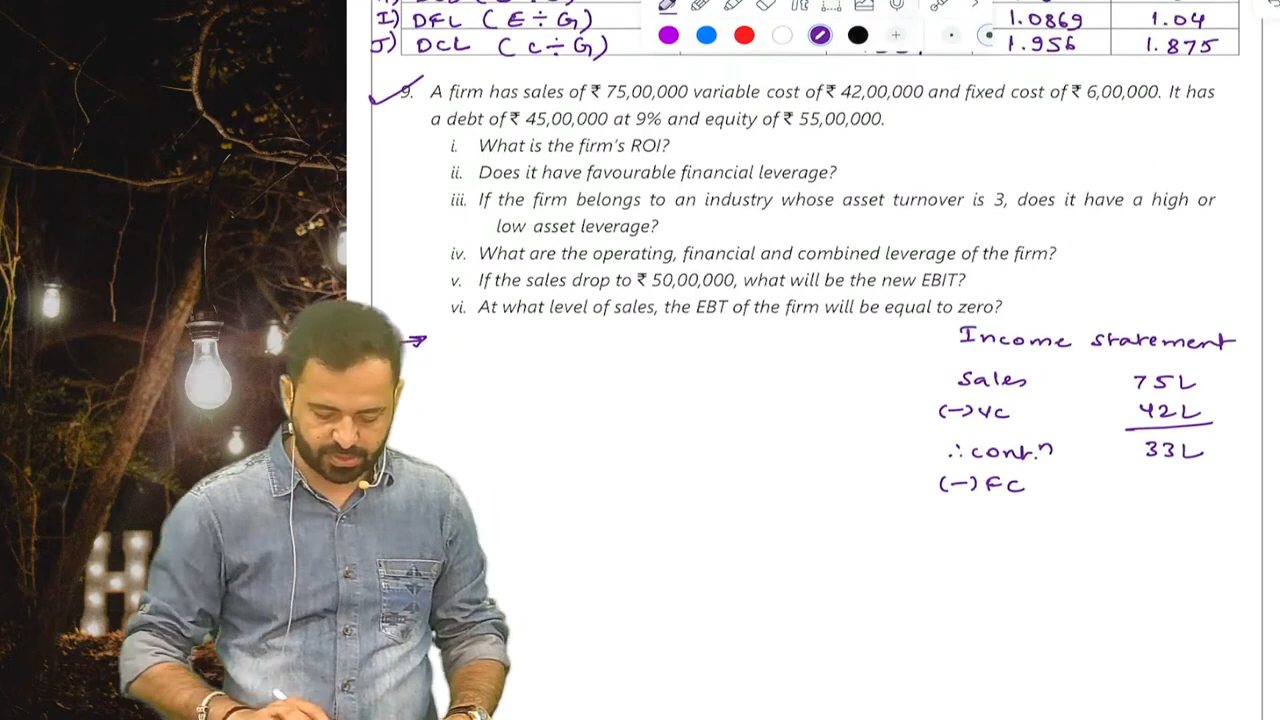 I) DFL (E ÷ G) 1.0869 1.04
J) DCL (C ÷ G) 1.956 1.875
9. A firm has sales of ₹ 75,00,000 variable cost of ₹ 42,00,000 and fixed cost of ₹ 6,00,000. It has
a debt of ₹ 45,00,000 at 9% and equity of ₹ 55,00,000.
i. What is the firm's ROI?
ii. Does it have favourable financial leverage?
iii. If the firm belongs to an industry whose asset turnover is 3, does it have a high or
low asset leverage?
iv. What are the operating, financial and combined leverage of the firm?
v. If the sales drop to ₹ 50,00,000, what will be the new EBIT?
vi. At what level of sales, the EBT of the firm will be equal to zero?
Income statement
Sales 75L
(-) VC 42L
∴ cont.n 33L
(-) FC
H